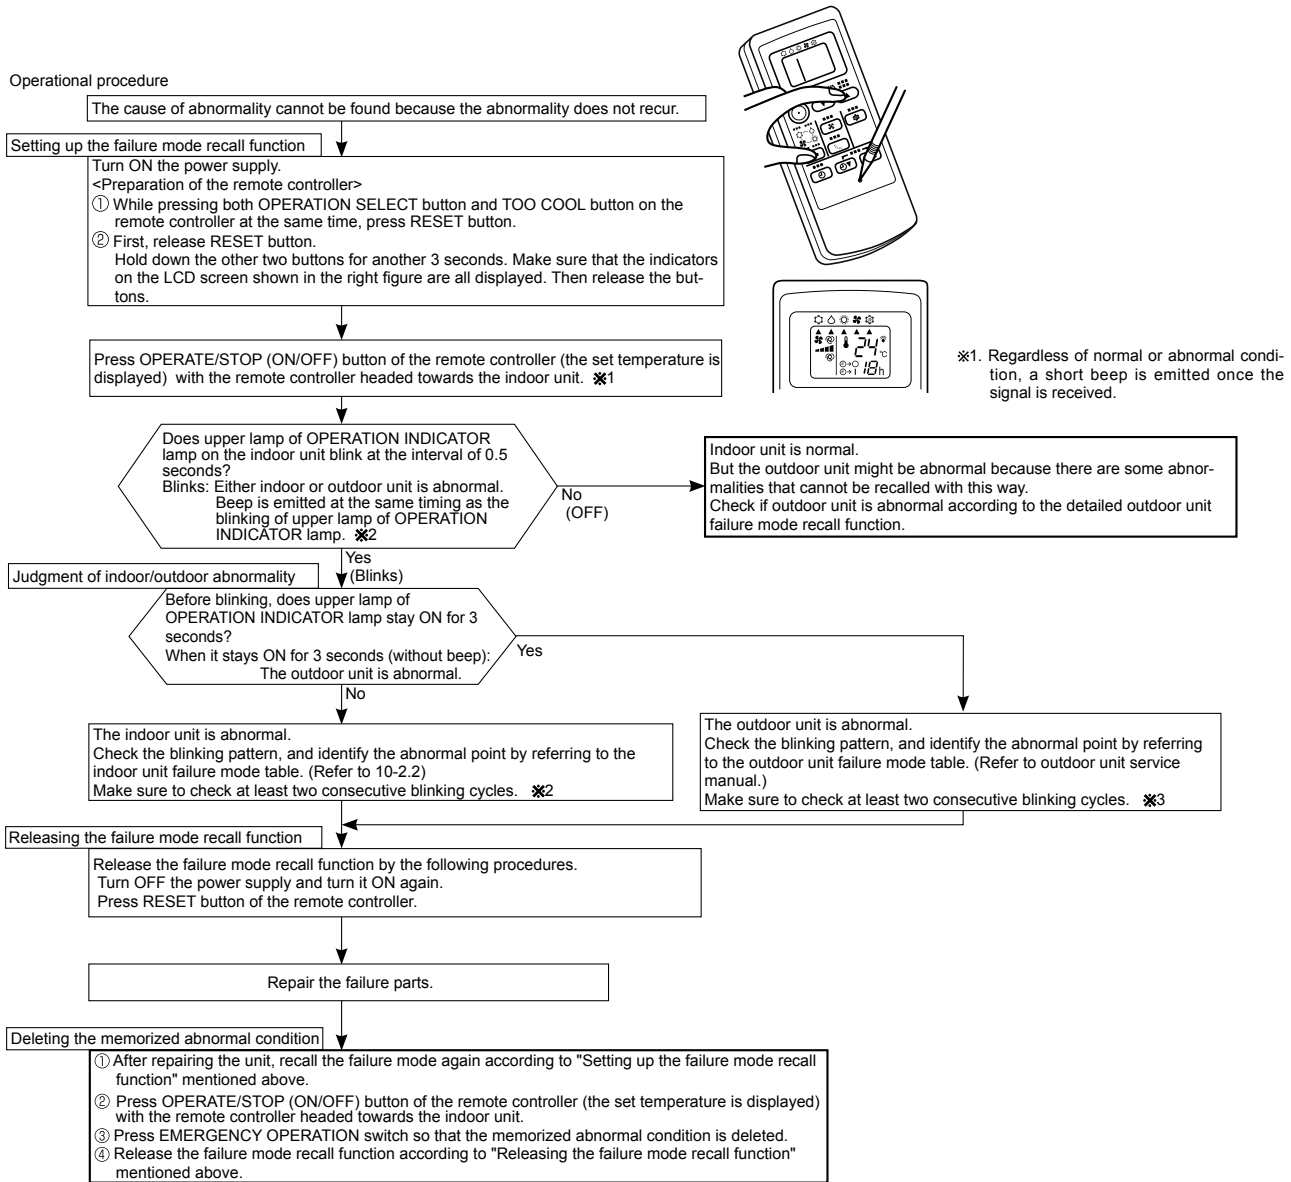 Operational procedure
The cause of abnormality cannot be found because the abnormality does not recur.
Setting up the failure mode recall function
Turn ON the power supply.
<Preparation of the remote controller>
① While pressing both OPERATION SELECT button and TOO COOL button on the
remote controller at the same time, press RESET button.
② First, release RESET button.
Hold down the other two buttons for another 3 seconds. Make sure that the indicators
on the LCD screen shown in the right figure are all displayed. Then release the but-
tons.
24 °C
18h
Press OPERATE/STOP (ON/OFF) button of the remote controller (the set temperature is
displayed) with the remote controller headed towards the indoor unit. ※1
※1. Regardless of normal or abnormal condi-
tion, a short beep is emitted once the
signal is received.
Does upper lamp of OPERATION INDICATOR
lamp on the indoor unit blink at the interval of 0.5
seconds?
Blinks: Either indoor or outdoor unit is abnormal.
Beep is emitted at the same timing as the
blinking of upper lamp of OPERATION
INDICATOR lamp. ※2
No
(OFF)
Indoor unit is normal.
But the outdoor unit might be abnormal because there are some abnor-
malities that cannot be recalled with this way.
Check if outdoor unit is abnormal according to the detailed outdoor unit
failure mode recall function.
Yes
(Blinks)
Judgment of indoor/outdoor abnormality
Before blinking, does upper lamp of
OPERATION INDICATOR lamp stay ON for 3
seconds?
When it stays ON for 3 seconds (without beep):
The outdoor unit is abnormal.
Yes
No
The indoor unit is abnormal.
Check the blinking pattern, and identify the abnormal point by referring to the
indoor unit failure mode table. (Refer to 10-2.2)
Make sure to check at least two consecutive blinking cycles. ※2
The outdoor unit is abnormal.
Check the blinking pattern, and identify the abnormal point by referring
to the outdoor unit failure mode table. (Refer to outdoor unit service
manual.)
Make sure to check at least two consecutive blinking cycles. ※3
Releasing the failure mode recall function
Release the failure mode recall function by the following procedures.
Turn OFF the power supply and turn it ON again.
Press RESET button of the remote controller.
Repair the failure parts.
Deleting the memorized abnormal condition
① After repairing the unit, recall the failure mode again according to "Setting up the failure mode recall
function" mentioned above.
② Press OPERATE/STOP (ON/OFF) button of the remote controller (the set temperature is displayed)
with the remote controller headed towards the indoor unit.
③ Press EMERGENCY OPERATION switch so that the memorized abnormal condition is deleted.
④ Release the failure mode recall function according to "Releasing the failure mode recall function"
mentioned above.